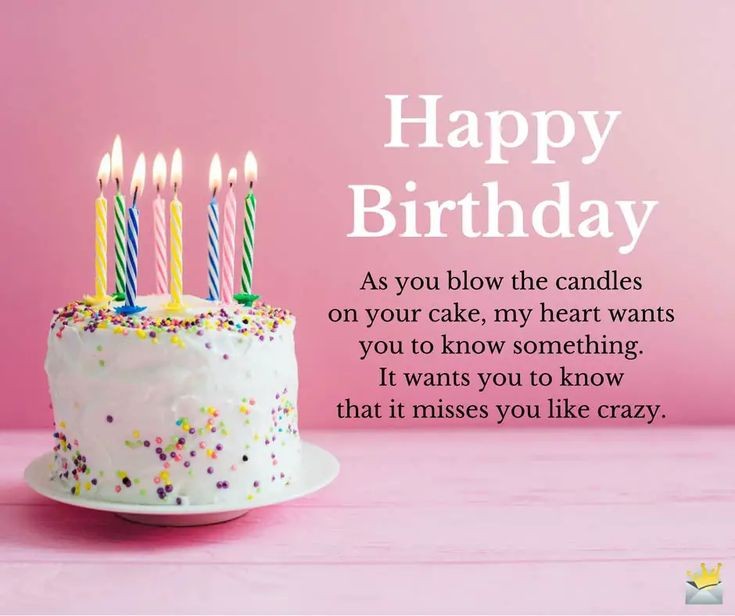 Happy
Birthday
As you blow the candles
on your cake, my heart wants
you to know something.
It wants you to know
that it misses you like crazy.